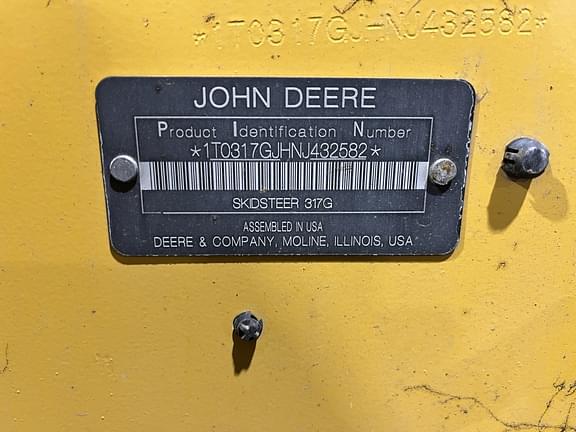 *1T0317GJHNJ432582*
JOHN DEERE
Product Identification Number
*1T0317GJHNJ432582*
SKIDSTEER 317G
ASSEMBLED IN USA
DEERE & COMPANY, MOLINE, ILLINOIS, USA